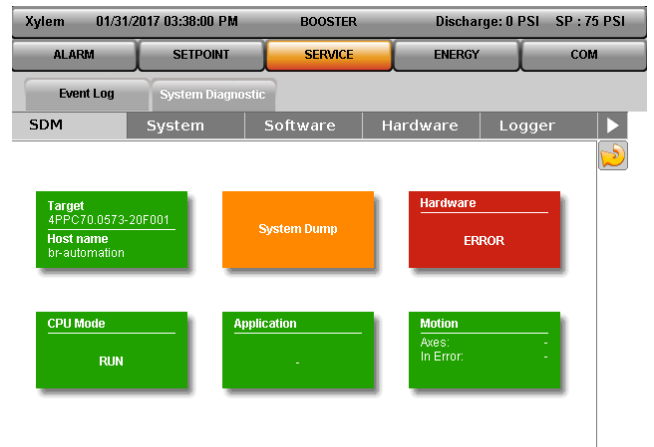 Xylem 01/31/2017 03:38:00 PM BOOSTER Discharge: 0 PSI SP : 75 PSI
ALARM SETPOINT SERVICE ENERGY COM
Event Log System Diagnostic
SDM System Software Hardware Logger
Target
4PPC70.0573-20F001
Host name
br-automation
System Dump
Hardware
ERROR
CPU Mode
RUN
Application
-
Motion
Axes: -
In Error: -